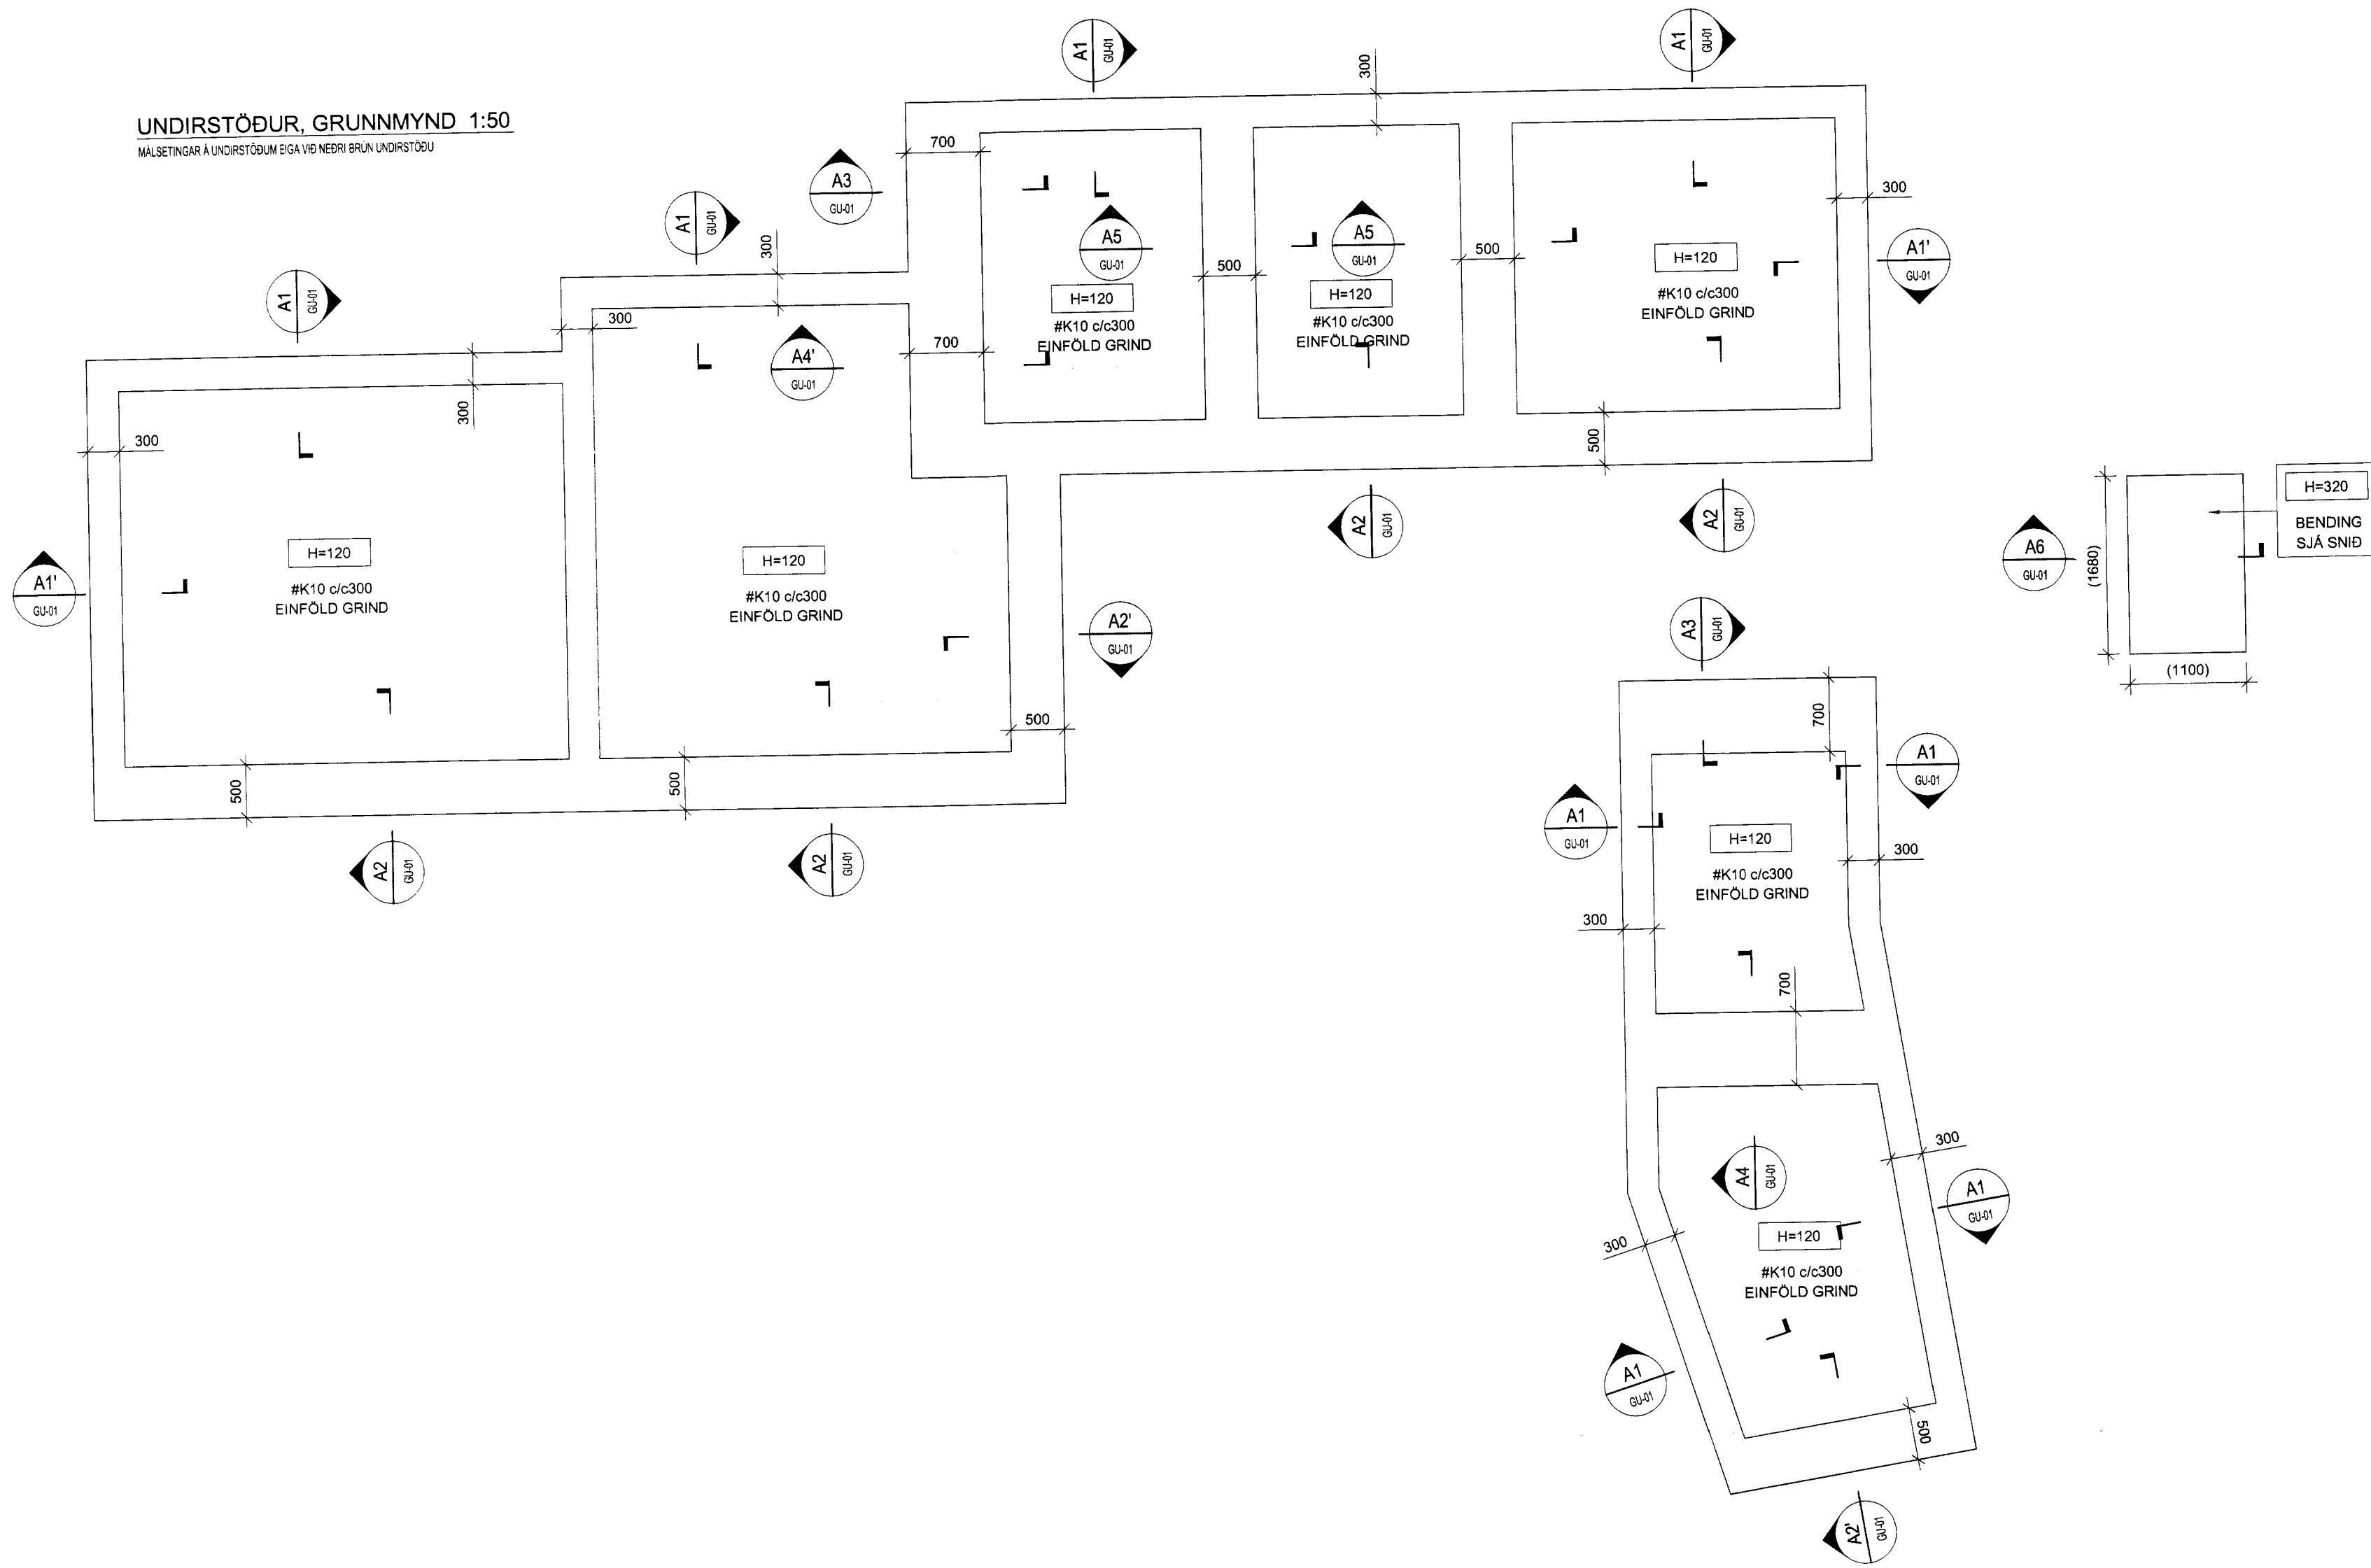 UNDIRSTÖÐUR, GRUNNMYND 1:50
MÁLSETINGAR Á UNDIRSTÖÐUM EIGA VIÐ NEÐRI BRÚN UNDIRSTÖÐU
A1
GU-01
A1
GU-01
300
700
A3
GU-01
A1
GU-01
300
300
A1'
GU-01
A5
GU-01
A5
GU-01
500
500
H=120
#K10 c/c300
EINFÖLD GRIND
H=120
#K10 c/c300
EINFÖLD GRIND
H=120
#K10 c/c300
EINFÖLD GRIND
A1
GU-01
300
700
A4'
GU-01
300
300
500
A1'
GU-01
H=120
#K10 c/c300
EINFÖLD GRIND
H=120
#K10 c/c300
EINFÖLD GRIND
A2
GU-01
A2
GU-01
A2'
GU-01
500
500
500
A2
GU-01
A2
GU-01
A6
GU-01
(1680)
(1100)
H=320
BENDING
SJÁ SNIÐ
A3
GU-01
700
A1
GU-01
A1
GU-01
H=120
#K10 c/c300
EINFÖLD GRIND
300
300
700
A4
GU-01
300
A1
GU-01
300
H=120
#K10 c/c300
EINFÖLD GRIND
A1
GU-01
500
A2'
GU-01